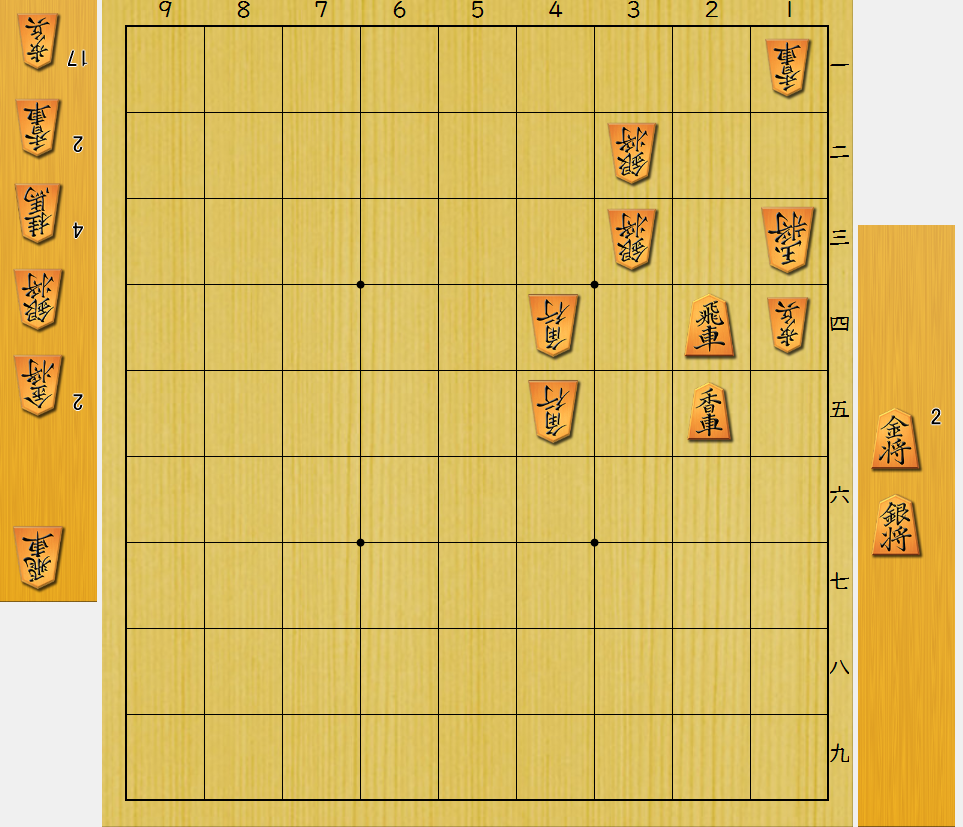 9 8 7 6 5 4 3 2 1
一
二
三
四
五
六
七
八
九
香車
銀将
銀将 玉将
角行 飛車 歩兵
角行 香車
歩兵 17
香車 2
桂馬 4
銀将
金将 2
飛車
金将 2
銀将